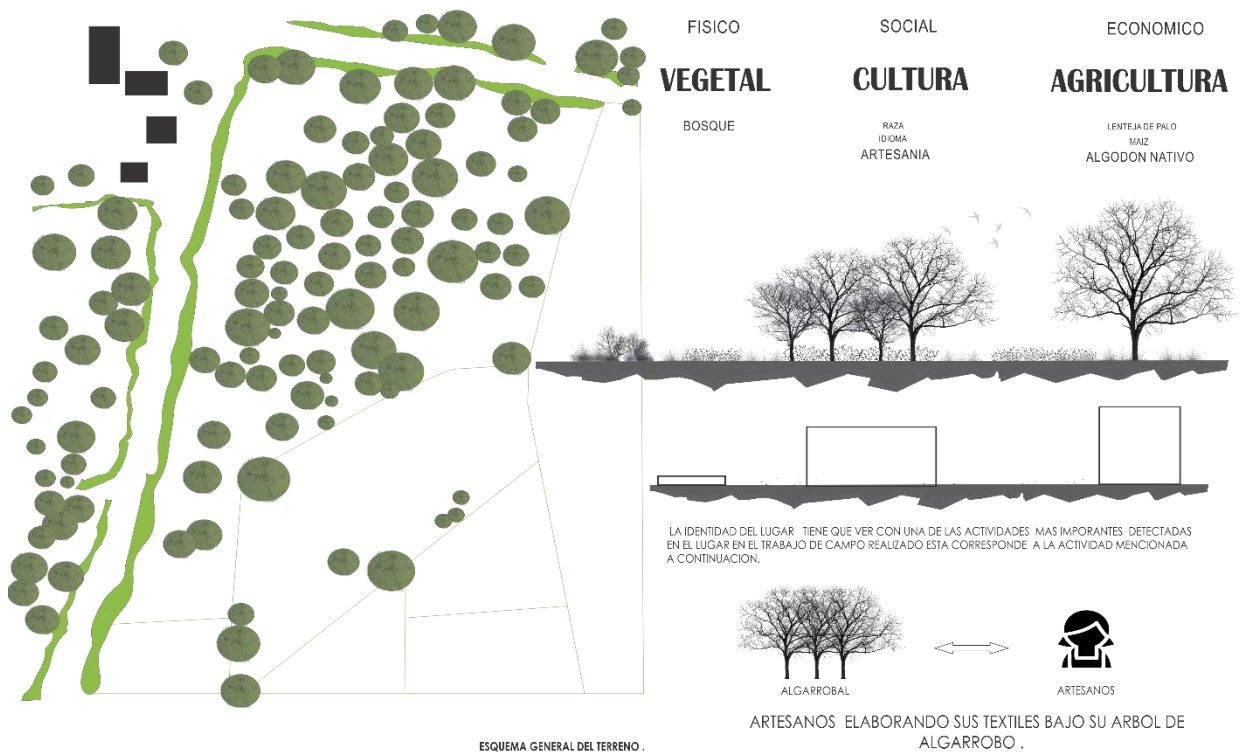 FISICO
VEGETAL
BOSQUE
SOCIAL
CULTURA
RAZA
IDIOMA
ARTESANIA
ECONOMICO
AGRICULTURA
LENTEJA DE PALO
MAIZ
ALGODON NATIVO
LA IDENTIDAD DEL LUGAR TIENE QUE VER CON UNA DE LAS ACTIVIDADES MAS IMPORANTES DETECTADAS
EN EL LUGAR EN EL TRABAJO DE CAMPO REALIZADO ESTA CORRESPONDE A LA ACTIVIDAD MENCIONADA
A CONTINUACION.
ALGARROBAL
ARTESANOS
ARTESANOS ELABORANDO SUS TEXTILES BAJO SU ARBOL DE
ALGARROBO .
ESQUEMA GENERAL DEL TERRENO .